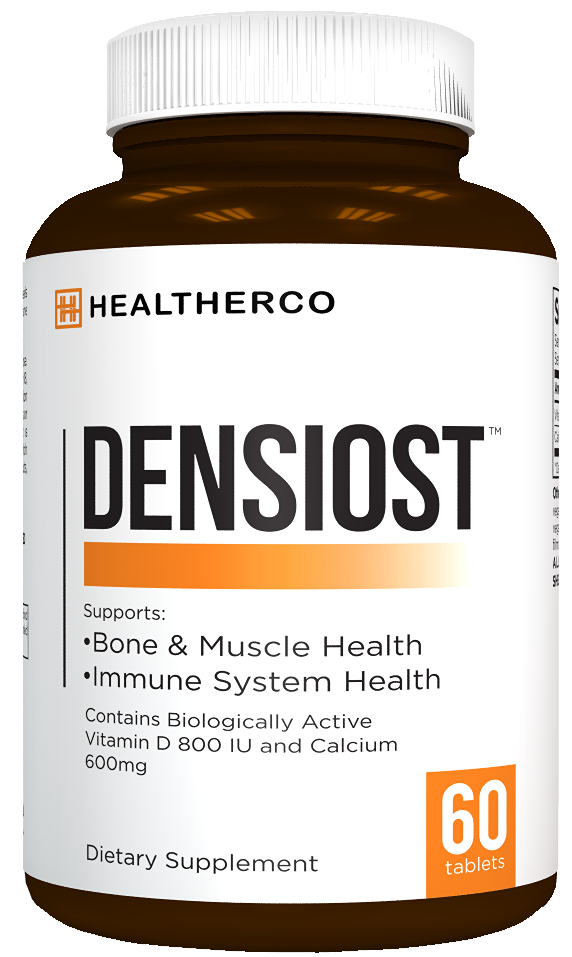 HEALTHERCO
DENSIOST™
Supports:
•Bone & Muscle Health
•Immune System Health
Contains Biologically Active
Vitamin D 800 IU and Calcium
600mg
60
tablets
Dietary Supplement